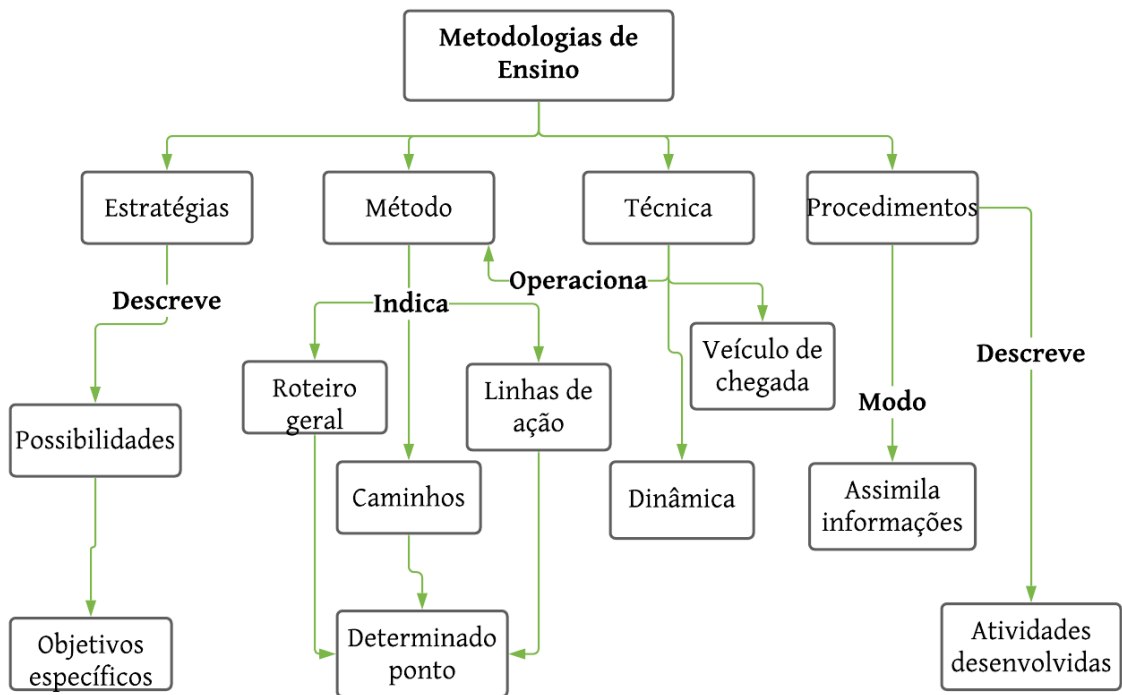 Metodologias de
Ensino
Estratégias
Método
Técnica
Procedimentos
Descreve
Indica
Operaciona
Veículo de
chegada
Descreve
Roteiro
geral
Linhas de
ação
Modo
Possibilidades
Caminhos
Dinâmica
Assimila
informações
Objetivos
específicos
Determinado
ponto
Atividades
desenvolvidas